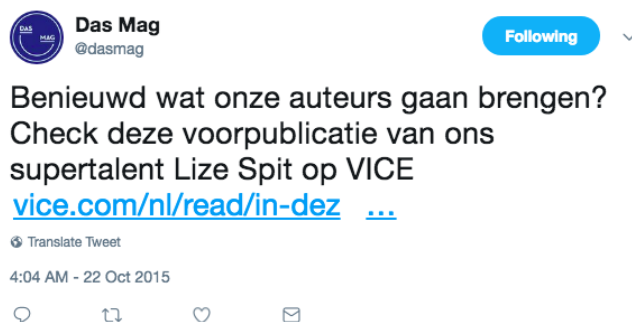 DAS
MAG
Das Mag
@dasmag
Following
Benieuwd wat onze auteurs gaan brengen?
Check deze voorpublicatie van ons
supertalent Lize Spit op VICE
vice.com/nl/read/in-dez ...
Translate Tweet
4:04 AM - 22 Oct 2015